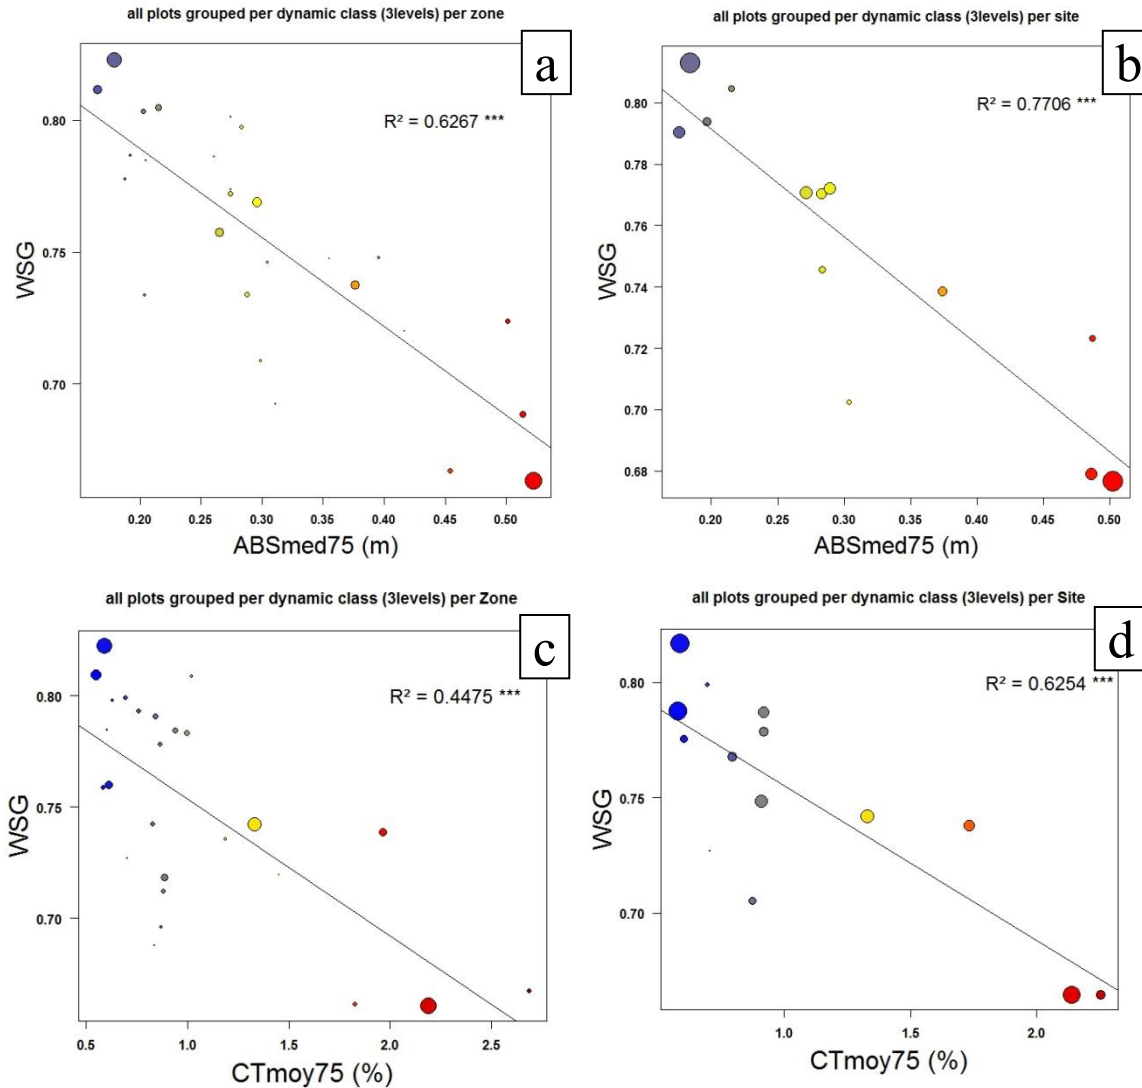 all plots grouped per dynamic class (3levels) per zone
a
R² = 0.6267 ***
0.80
0.75
0.70
WSG
0.20 0.25 0.30 0.35 0.40 0.45 0.50
ABSmed75 (m)
all plots grouped per dynamic class (3levels) per site
b
R² = 0.7706 ***
0.80
0.78
0.76
0.74
0.72
0.70
0.68
WSG
0.20 0.25 0.30 0.35 0.40 0.45 0.50
ABSmed75 (m)
all plots grouped per dynamic class (3levels) per Zone
c
R² = 0.4475 ***
0.80
0.75
0.70
WSG
0.5 1.0 1.5 2.0 2.5
CTmoy75 (%)
all plots grouped per dynamic class (3levels) per Site
d
R² = 0.6254 ***
0.80
0.75
0.70
WSG
1.0 1.5 2.0
CTmoy75 (%)